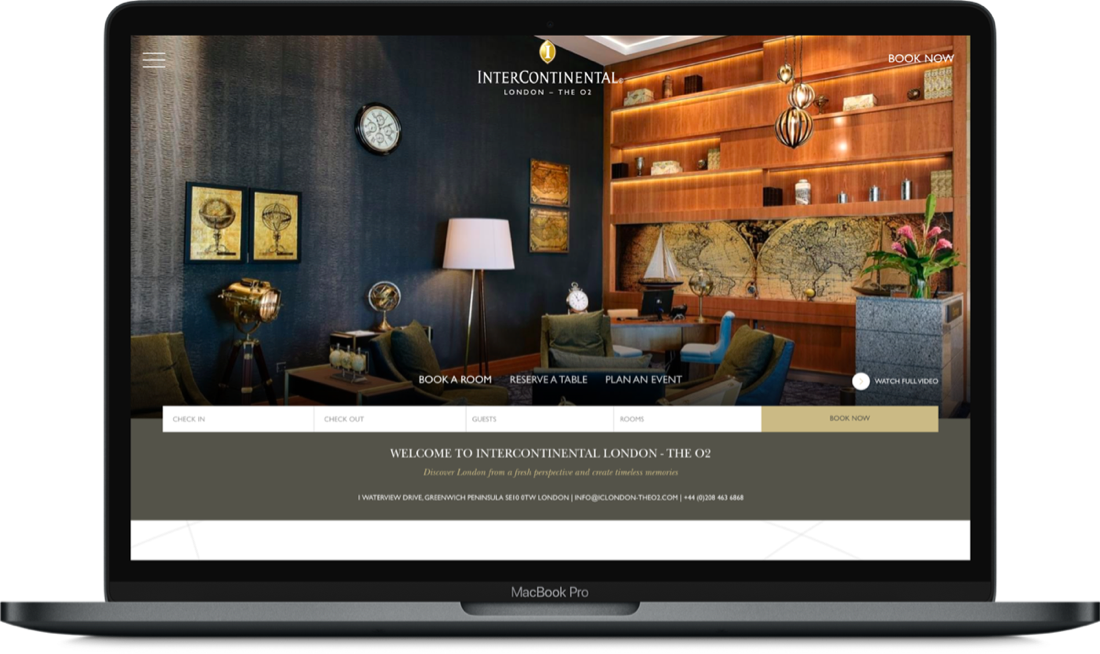 BOOK NOW
I
INTERCONTINENTAL
LONDON – THE O2
BOOK A ROOM RESERVE A TABLE PLAN AN EVENT
WATCH FULL VIDEO
CHECK IN CHECK OUT GUESTS ROOMS BOOK NOW
WELCOME TO INTERCONTINENTAL LONDON - THE O2
Discover London from a fresh perspective and create timeless memories
1 WATERVIEW DRIVE, GREENWICH PENINSULA SE10 0TW LONDON | INFO@ICLONDON-THEO2.COM | +44 (0)208 463 6868
MacBook Pro